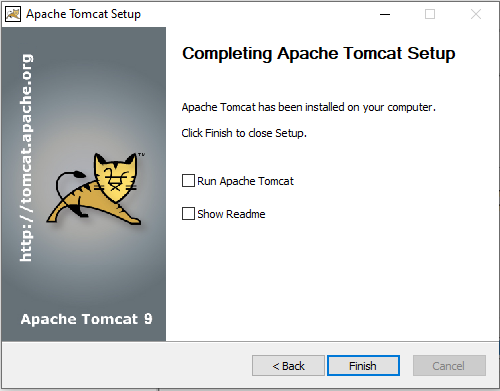 Apache Tomcat Setup
Completing Apache Tomcat Setup
Apache Tomcat has been installed on your computer.
Click Finish to close Setup.
Run Apache Tomcat
Show Readme
http://tomcat.apache.org
TM
Apache Tomcat 9
< Back
Finish
Cancel